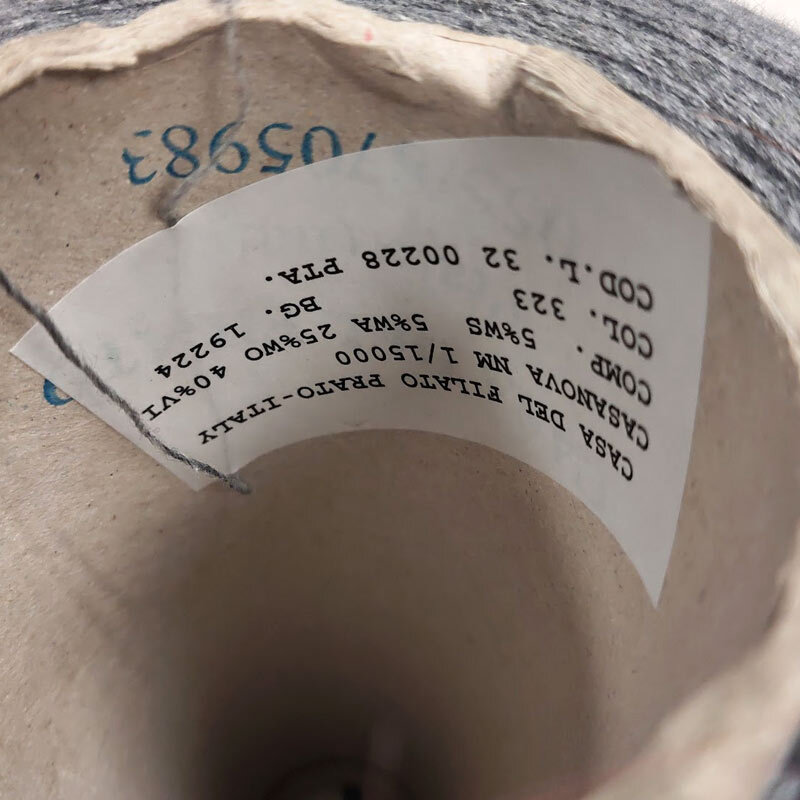 CASA DEL FILATO PRATO-ITALY
CASANOVA NM 1/15000
COMP. 5%WS 5%WA 25%WO 40%VI
COL. 323 BG. 19224
COD.L. 32 00228 PTA.
705983